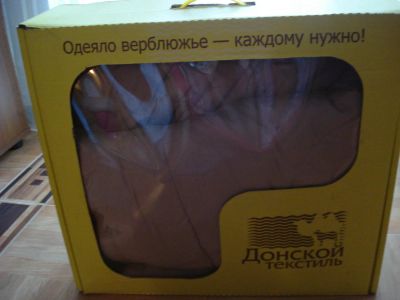 Одеяло верблюжье — каждому нужно!
Донской
текстиль